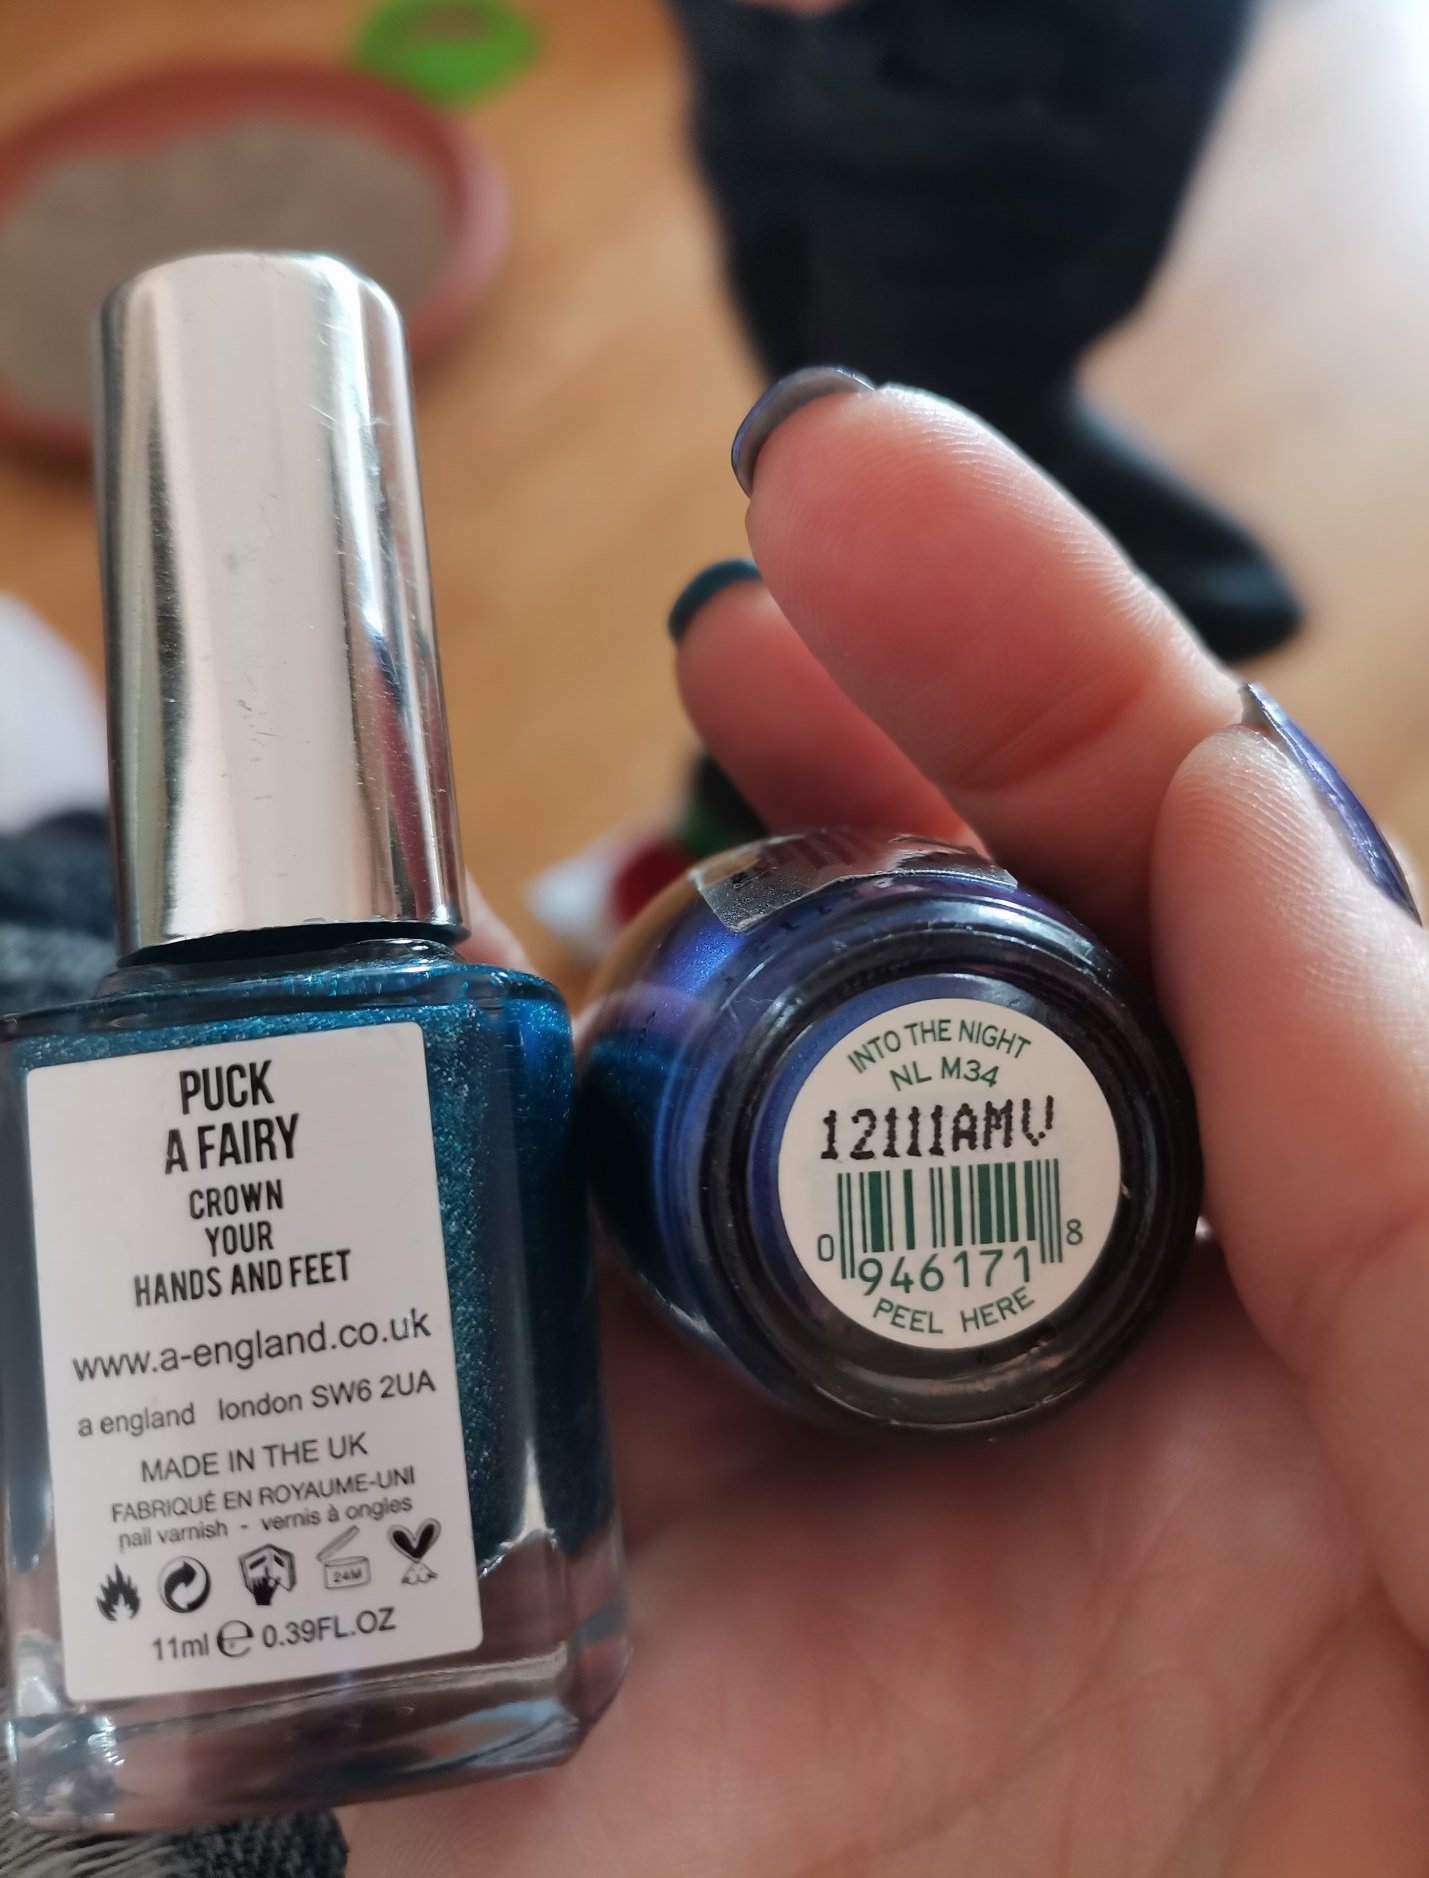 PUCK
A FAIRY
CROWN
YOUR
HANDS AND FEET
www.a-england.co.uk
a england london SW6 2UA
MADE IN THE UK
FABRIQUÉ EN ROYAUME-UNI
nail varnish - vernis à ongles
24M
11ml e 0.39FL.OZ
INTO THE NIGHT
NL M34
12111AMV
0 946171 8
PEEL HERE